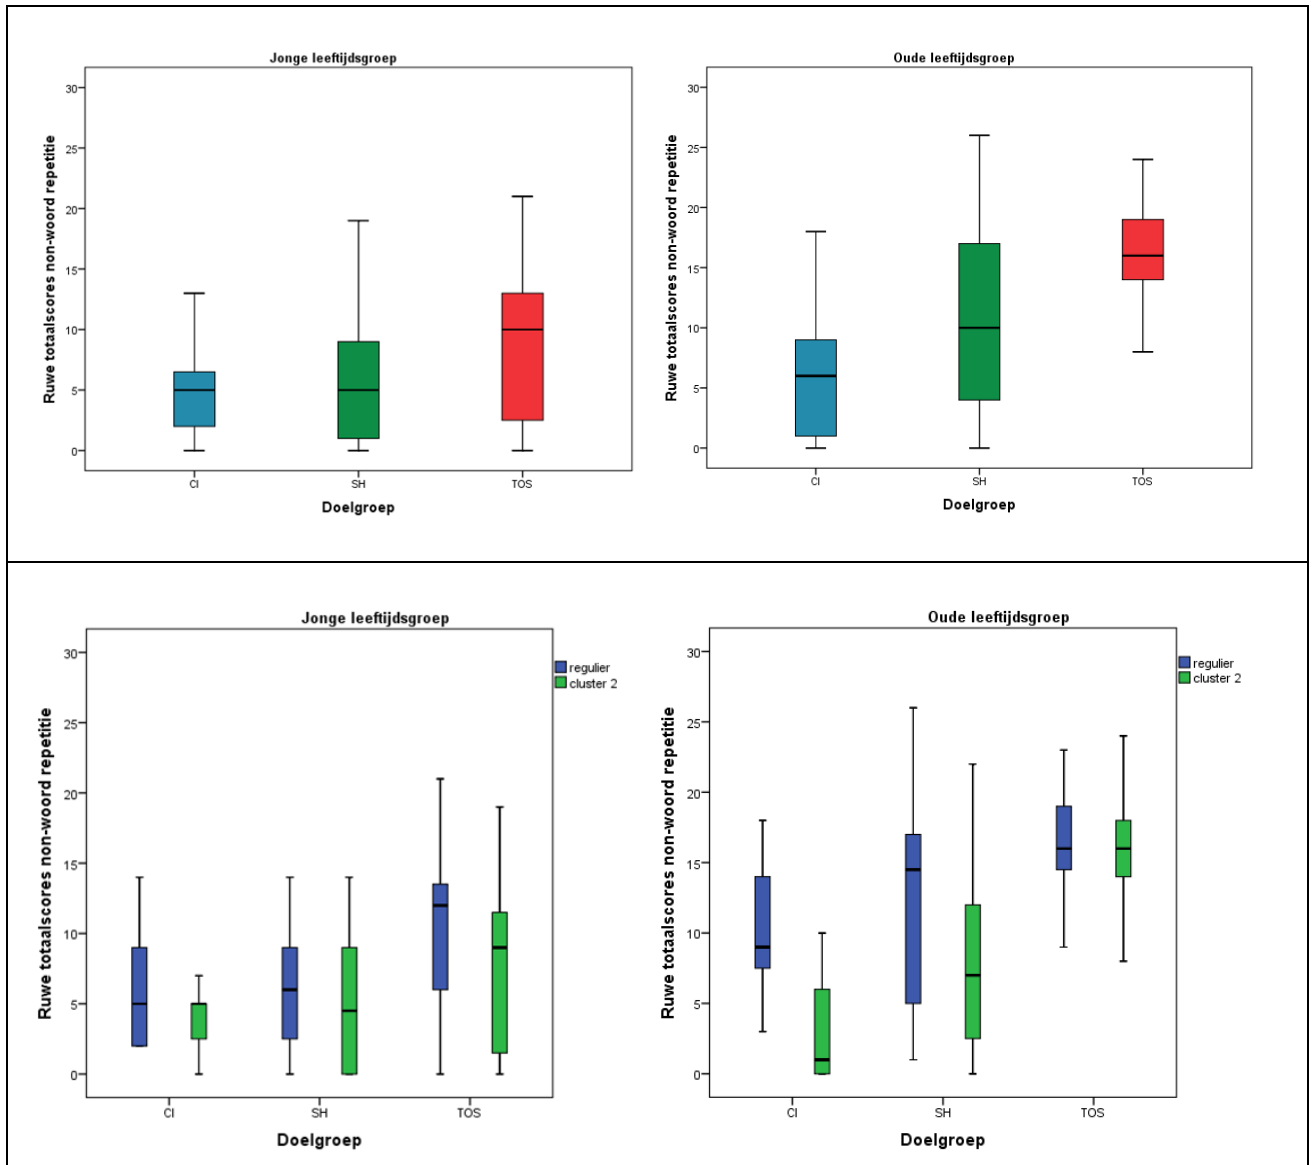 Jonge leeftijdsgroep
Ruwe totaalscores non-woord repetitie
30
25
20
15
10
5
0
CI SH TOS
Doelgroep
Oude leeftijdsgroep
Ruwe totaalscores non-woord repetitie
30
25
20
15
10
5
0
CI SH TOS
Doelgroep
Jonge leeftijdsgroep
Ruwe totaalscores non-woord repetitie
30
25
20
15
10
5
0
CI SH TOS
Doelgroep
regulier
cluster 2
Oude leeftijdsgroep
Ruwe totaalscores non-woord repetitie
30
25
20
15
10
5
0
CI SH TOS
Doelgroep
regulier
cluster 2